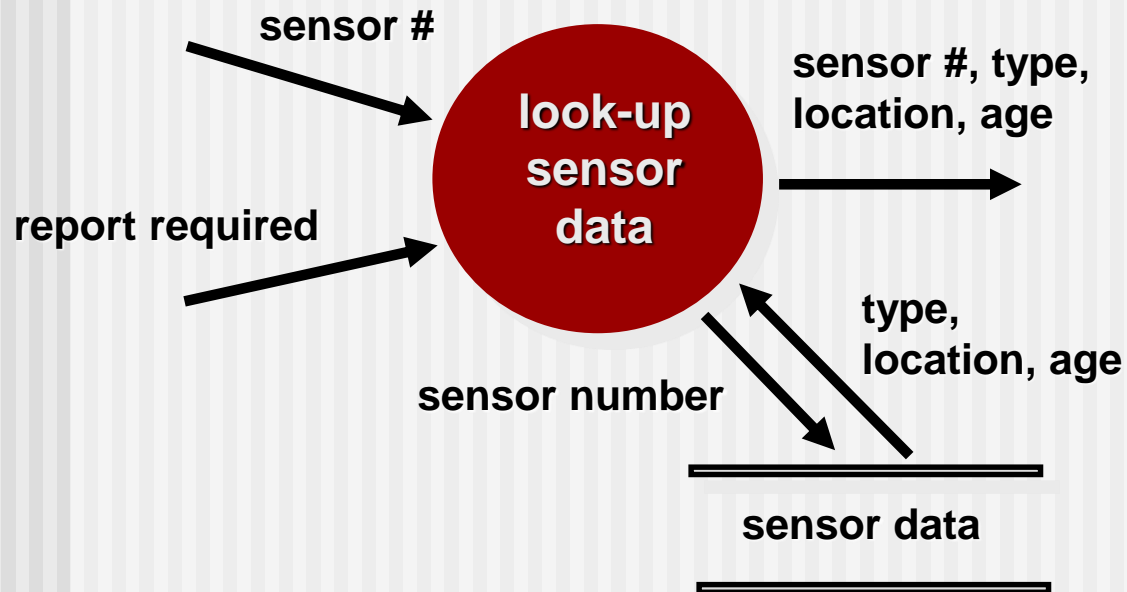 sensor #
sensor #, type,
location, age
look-up
sensor
data
report required
type,
location, age
sensor number
sensor data